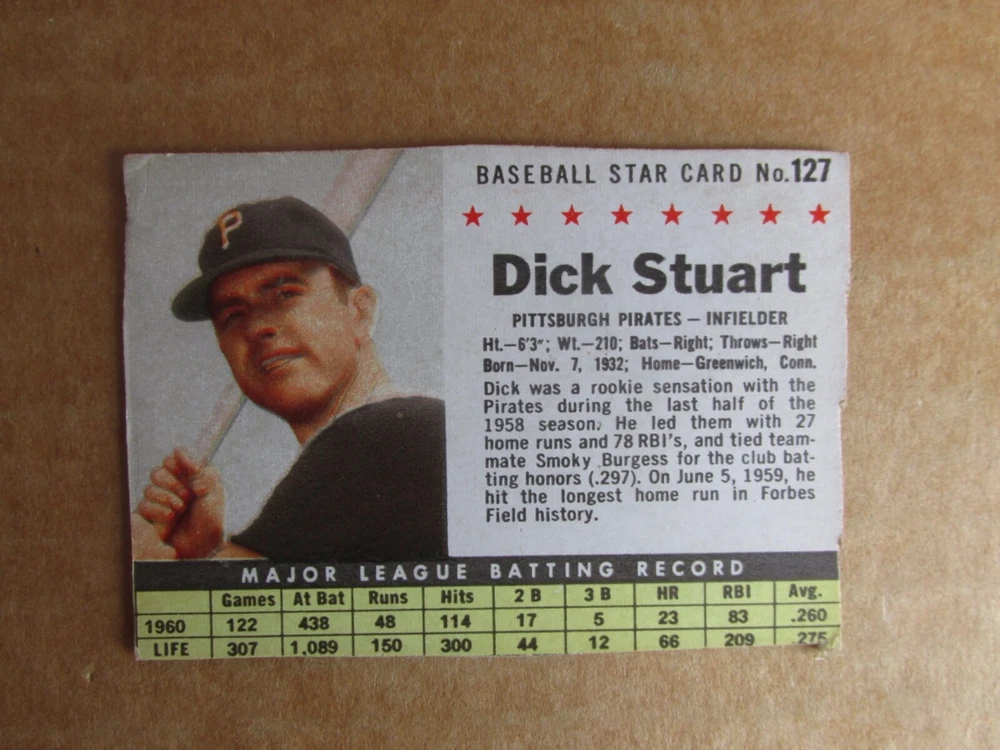 P
BASEBALL STAR CARD No.127
Dick Stuart
PITTSBURGH PIRATES — INFIELDER
Ht.—6'3"; Wt.—210; Bats—Right; Throws—Right
Born—Nov. 7, 1932; Home—Greenwich, Conn.
Dick was a rookie sensation with the
Pirates during the last half of the
1958 season. He led them with 27
home runs and 78 RBI's, and tied team-
mate Smoky Burgess for the club bat-
ting honors (.297). On June 5, 1959, he
hit the longest home run in Forbes
Field history.
MAJOR LEAGUE BATTING RECORD
Games At Bat Runs Hits 2 B 3 B HR RBI Avg.
1960 122 438 48 114 17 5 23 83 .260
LIFE 307 1,089 150 300 44 12 66 209 .275